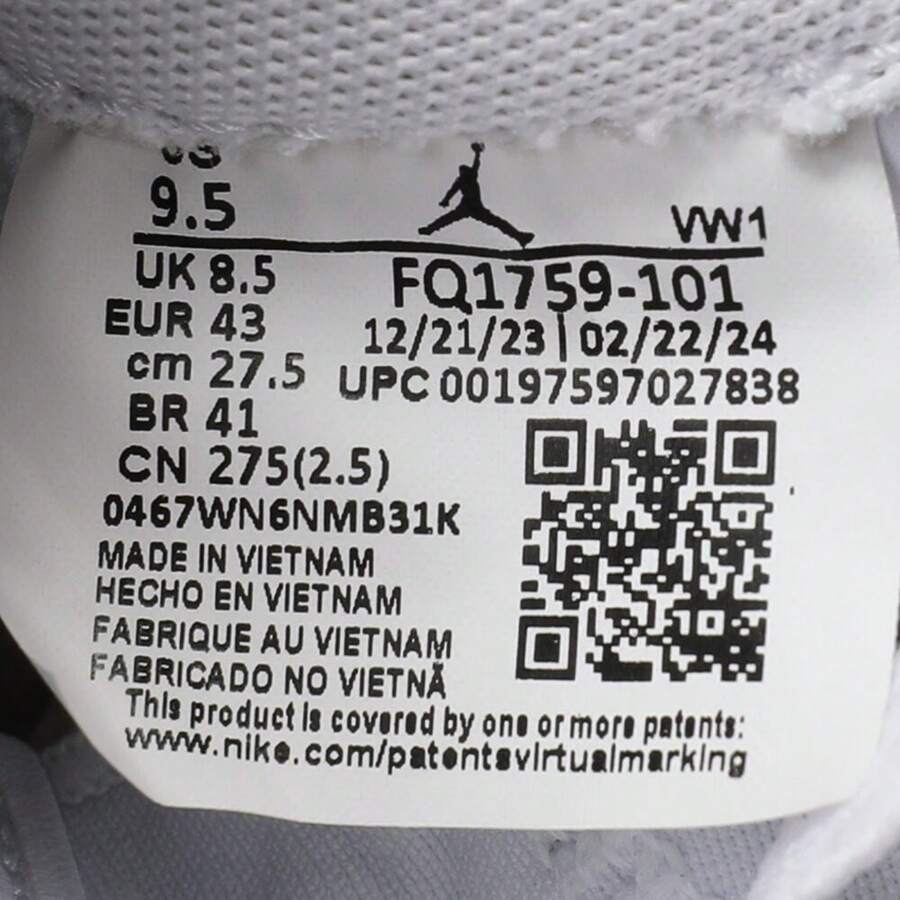 US
9.5
VW1
UK 8.5
FQ1759-101
EUR 43
12/21/23 | 02/22/24
cm 27.5
UPC 00197597027838
BR 41
CN 275(2.5)
0467WN6NMB31K
MADE IN VIETNAM
HECHO EN VIETNAM
FABRIQUE AU VIETNAM
FABRICADO NO VIETNÃ
This product is covered by one or more patents:
www.nike.com/patentsvirtualmarking